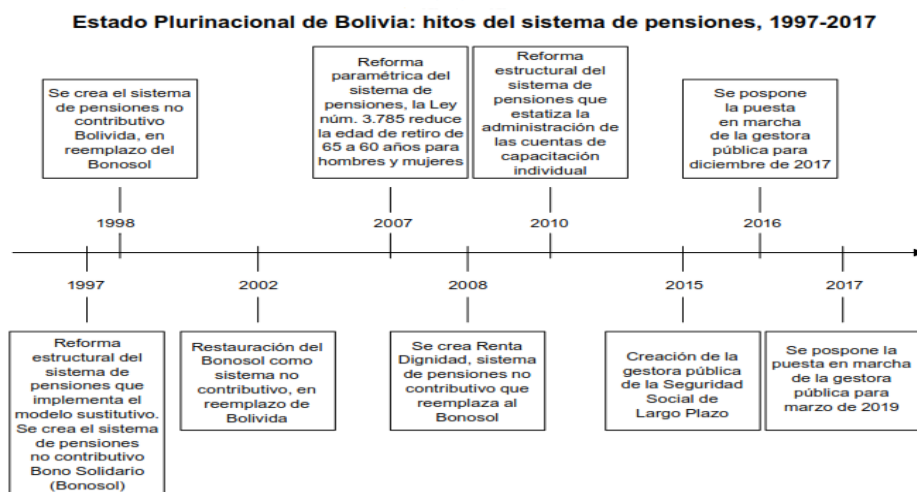 Estado Plurinacional de Bolivia: hitos del sistema de pensiones, 1997-2017
Se crea el sistema
de pensiones no
contributivo
Bolivida, en
reemplazo del
Bonosol
Reforma
paramétrica del
sistema de
pensiones, la Ley
núm. 3.785 reduce
la edad de retiro de
65 a 60 años para
hombres y mujeres
Reforma
estructural del
sistema de
pensiones que
estatiza la
administración de
las cuentas de
capacitación
individual
Se pospone
la puesta
en marcha
de la gestora
pública para
diciembre de 2017
1998
2007
2010
2016
1997
2002
2008
2015
2017
Reforma
estructural del
sistema de
pensiones que
implementa el
modelo sustitutivo.
Se crea el sistema
de pensiones
no contributivo
Bono Solidario
(Bonosol)
Restauración del
Bonosol como
sistema no
contributivo, en
reemplazo de
Bolivida
Se crea Renta
Dignidad, sistema
de pensiones no
contributivo que
reemplaza al
Bonosol
Creación de la
gestora pública
de la Seguridad
Social de
Largo Plazo
Se pospone la
puesta en marcha
de la gestora
pública para
marzo de 2019